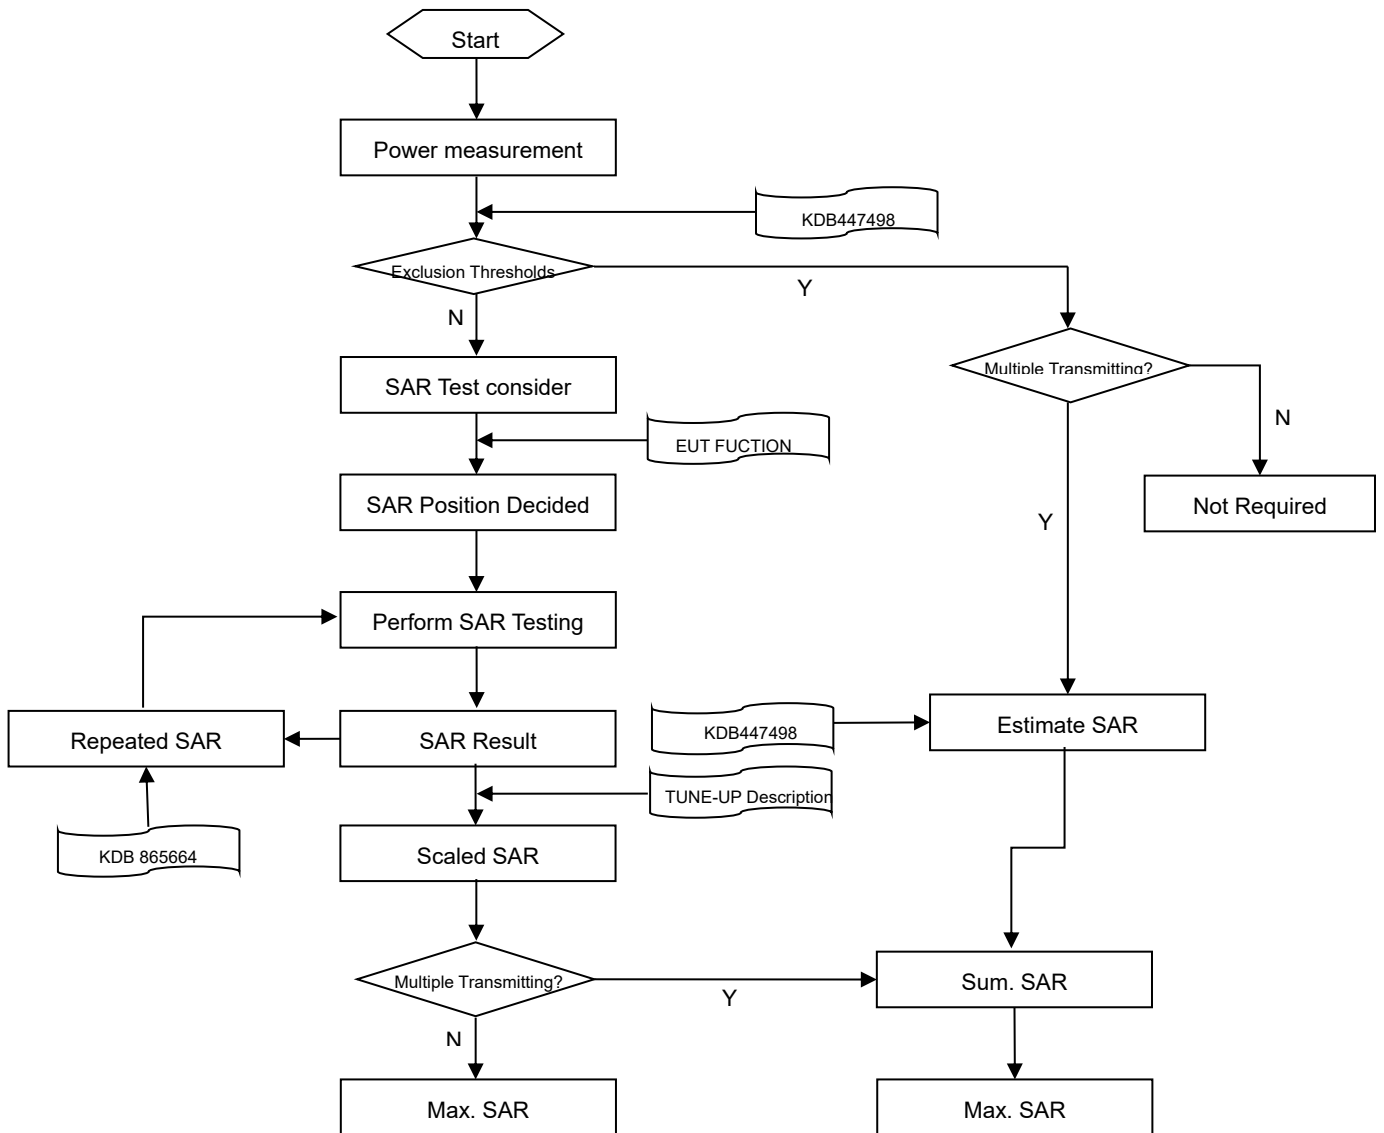 Start
Power measurement
KDB447498
Exclusion Thresholds
Y
N
Multiple Transmitting?
SAR Test consider
N
EUT FUCTION
SAR Position Decided
Not Required
Y
Perform SAR Testing
Repeated SAR
SAR Result
KDB447498
Estimate SAR
TUNE-UP Description
KDB 865664
Scaled SAR
Multiple Transmitting?
Y
Sum. SAR
N
Max. SAR
Max. SAR